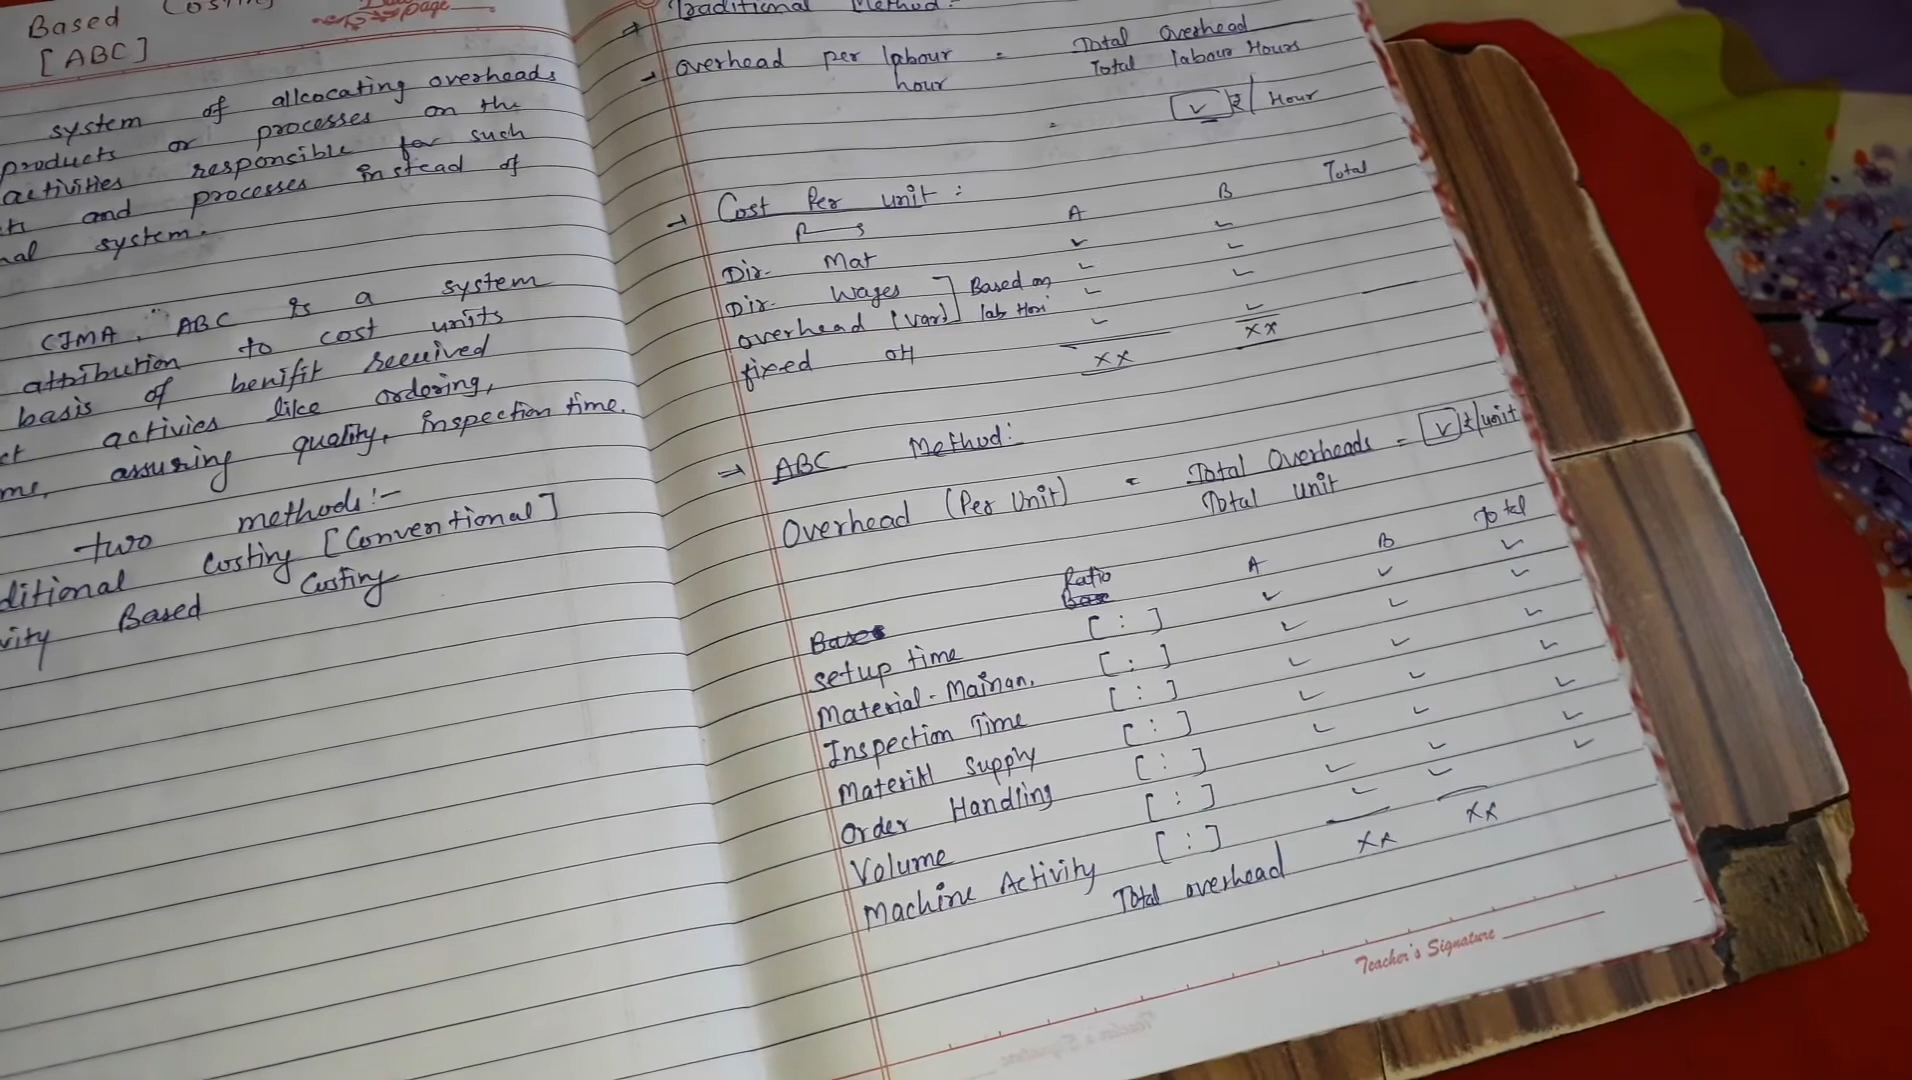 Based Costing
[ABC]
page
system of allcocating overheads
products or processes on the
activities responsible for such
and processes instead of
system.
CIMA, "ABC is a system
attribution to cost units
basis of benifit received
activies like ordering,
assuring quality, inspection time.
two methods:-
ditional Costing [Conventional]
vity Based Costing
→ Traditional Method:
→ overhead per labour hour = Total Overhead
Total labour Hours
= [✓] ₹/Hour
→ Cost Per unit:
A B Total
Dir. Mat ✓ ✓
Dir. Wages ] Based on ✓ ✓
overhead (var) ] lab Hori ✓ ✓
fixed OH ✓ ✓
xx xx
→ ABC Method:
Overhead (Per Unit) = Total Overheads = [✓] ₹/unit
Total unit
Ratio A B Total
Bases
setup time [ : ] ✓ ✓ ✓
Material - Mainan. [ : ] ✓ ✓ ✓
Inspection Time [ : ] ✓ ✓ ✓
Material Supply [ : ] ✓ ✓ ✓
Order Handling [ : ] ✓ ✓ ✓
Volume [ : ] ✓ ✓ ✓
Machine Activity [ : ] ✓ ✓ ✓
Total overhead xx xx
Teacher's Signature